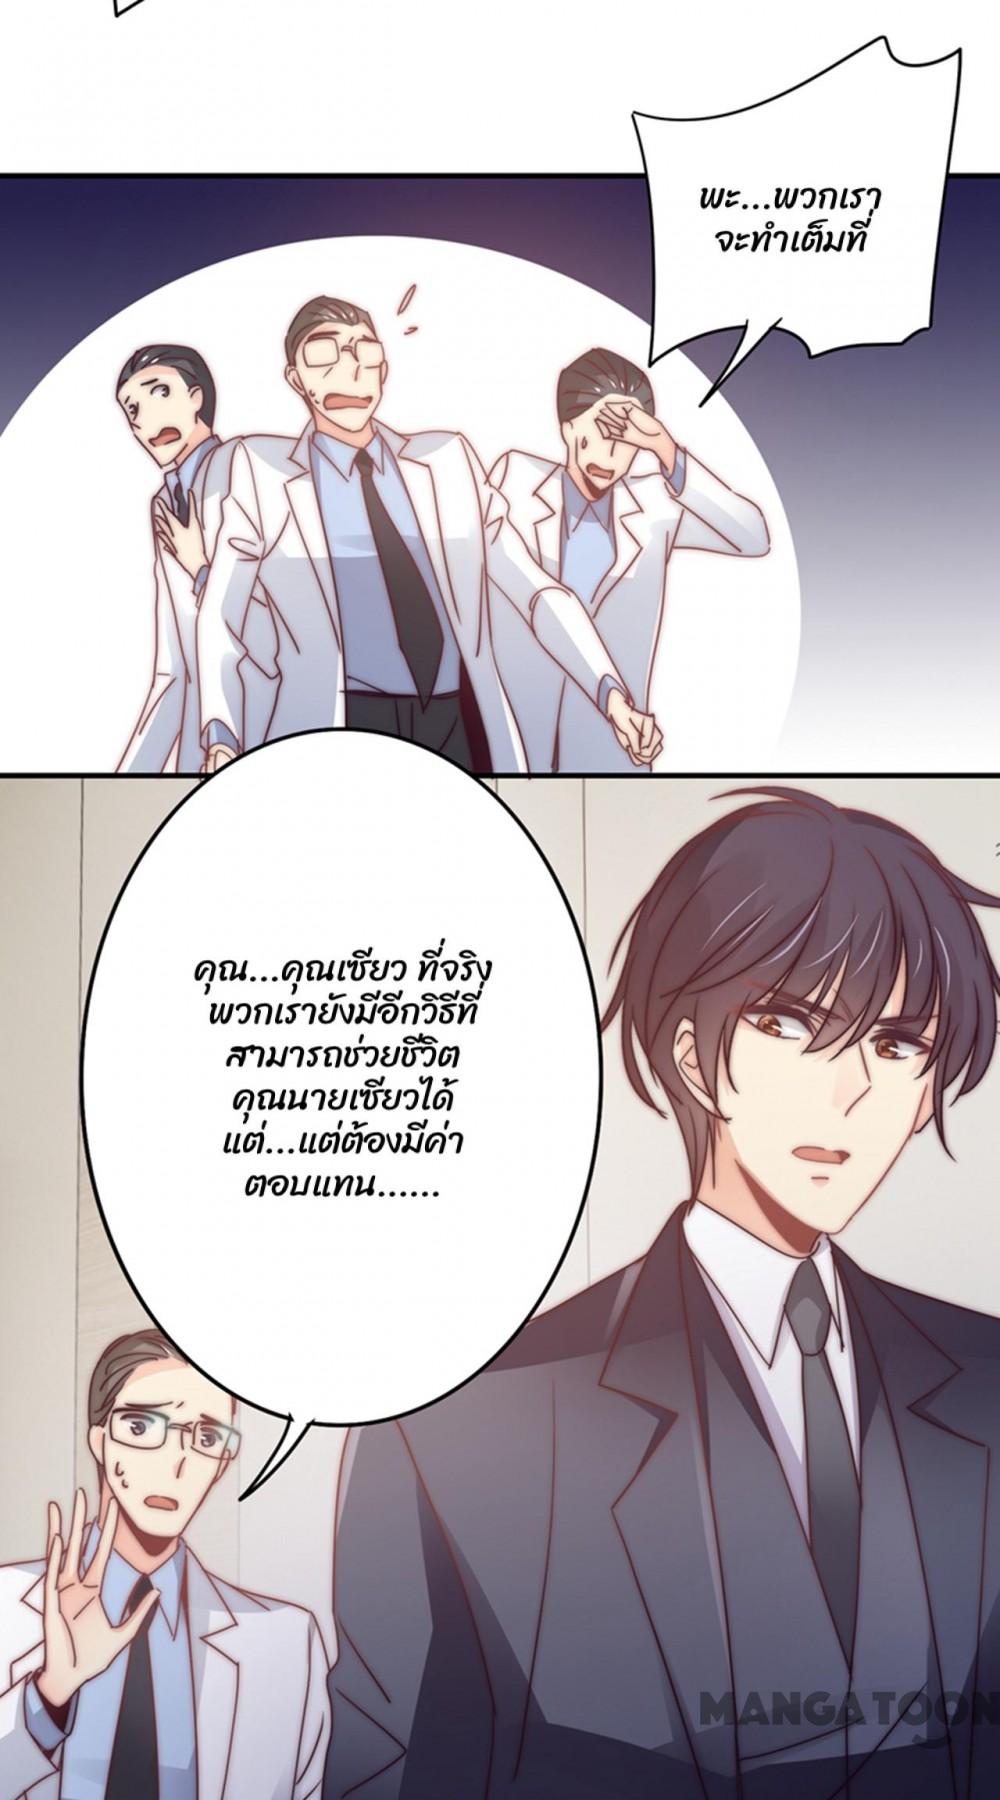 พะ...พวกเรา
จะทำเต็มที่
คุณ...คุณเซียว ที่จริง
พวกเรายังมีอีกวิธีที่
สามารถช่วยชีวิต
คุณนายเซียวได้
แต่...แต่ต้องมีค่า
ตอบแทน......
MANGATOON